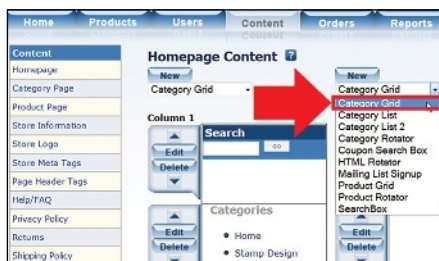 Home Products Users Content Orders Reports
Content
Homepage
Category Page
Product Page
Store Information
Store Logo
Store Meta Tags
Page Header Tags
Help/FAQ
Privacy Policy
Returns
Shipping Policy
Homepage Content ?
New
Category Grid
Column 1
Edit
Delete
Search
GO
Edit
Delete
Categories
Home
Stamp Design
New
Category Grid
Category Grid
Category List
Category List 2
Category Rotator
Coupon Search Box
HTML Rotator
Mailing List Signup
Product Grid
Product Rotator
SearchBox
Edit
Delete